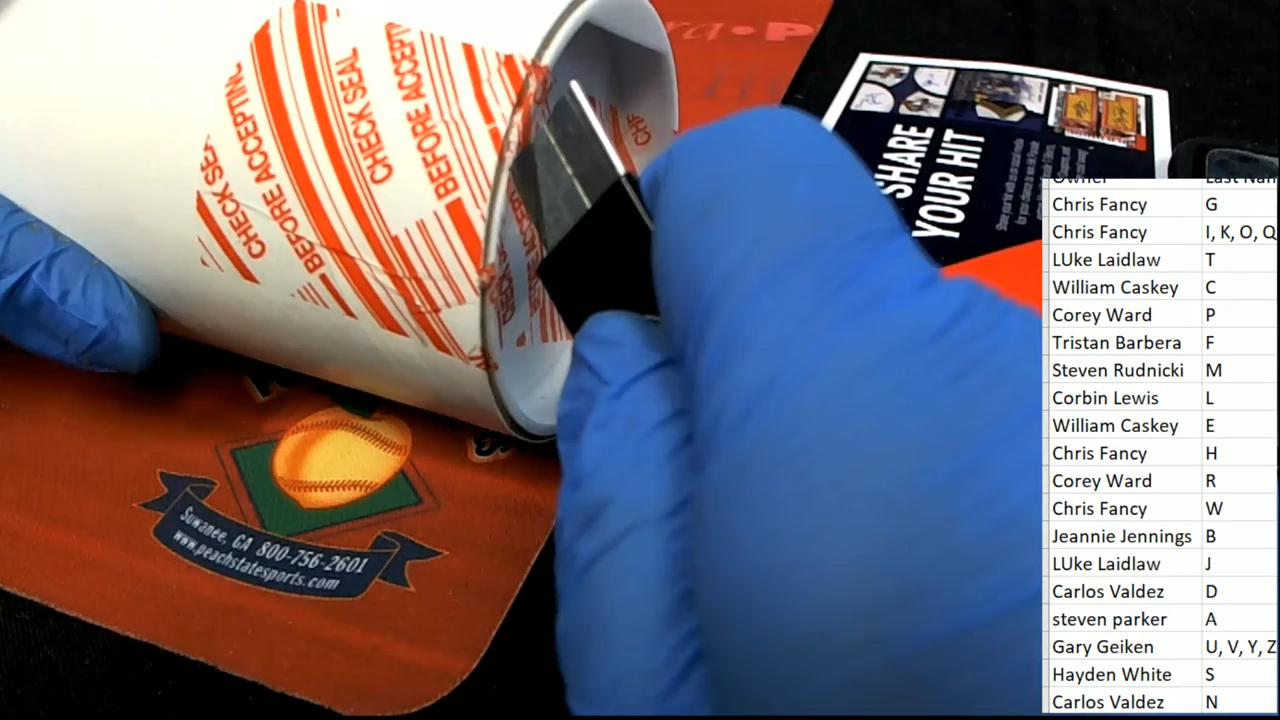 CHECK SEAL
BEFORE ACCEPTING
CHECK SEAL
BEFORE ACCEPTING
SHARE
YOUR HIT
Suwanee, GA 800-756-2601
www.peachstatesports.com
Owner
Chris Fancy G
Chris Fancy I, K, O, Q
LUke Laidlaw T
William Caskey C
Corey Ward P
Tristan Barbera F
Steven Rudnicki M
Corbin Lewis L
William Caskey E
Chris Fancy H
Corey Ward R
Chris Fancy W
Jeannie Jennings B
LUke Laidlaw J
Carlos Valdez D
steven parker A
Gary Geiken U, V, Y, Z
Hayden White S
Carlos Valdez N